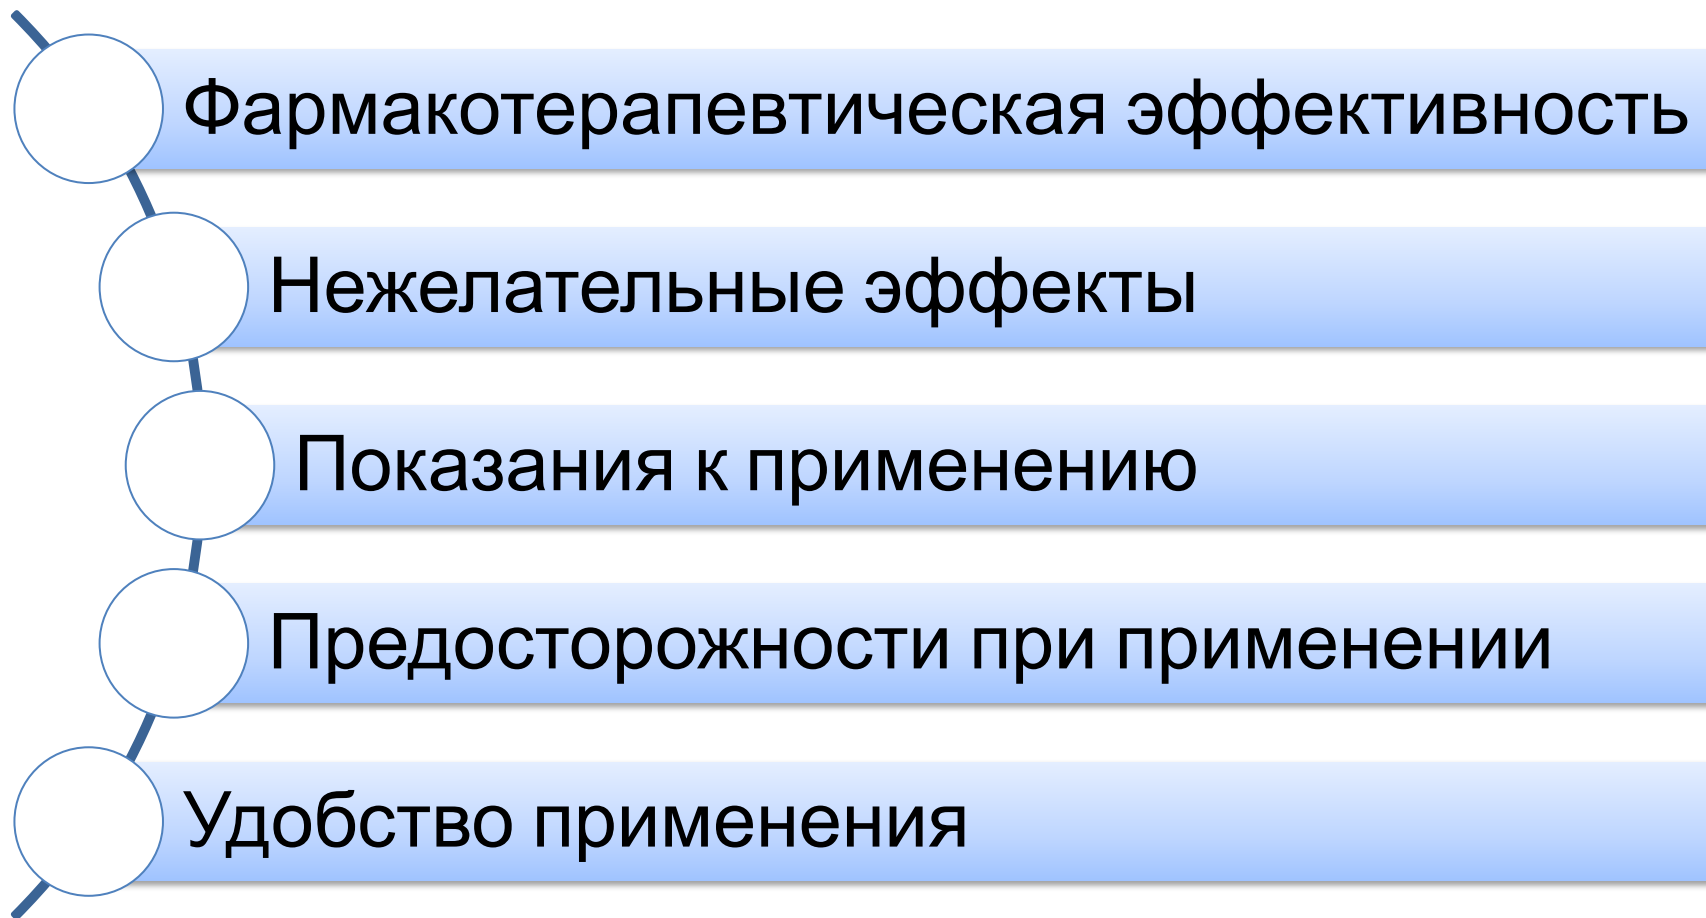 Фармакотерапевтическая эффективность
Нежелательные эффекты
Показания к применению
Предосторожности при применении
Удобство применения